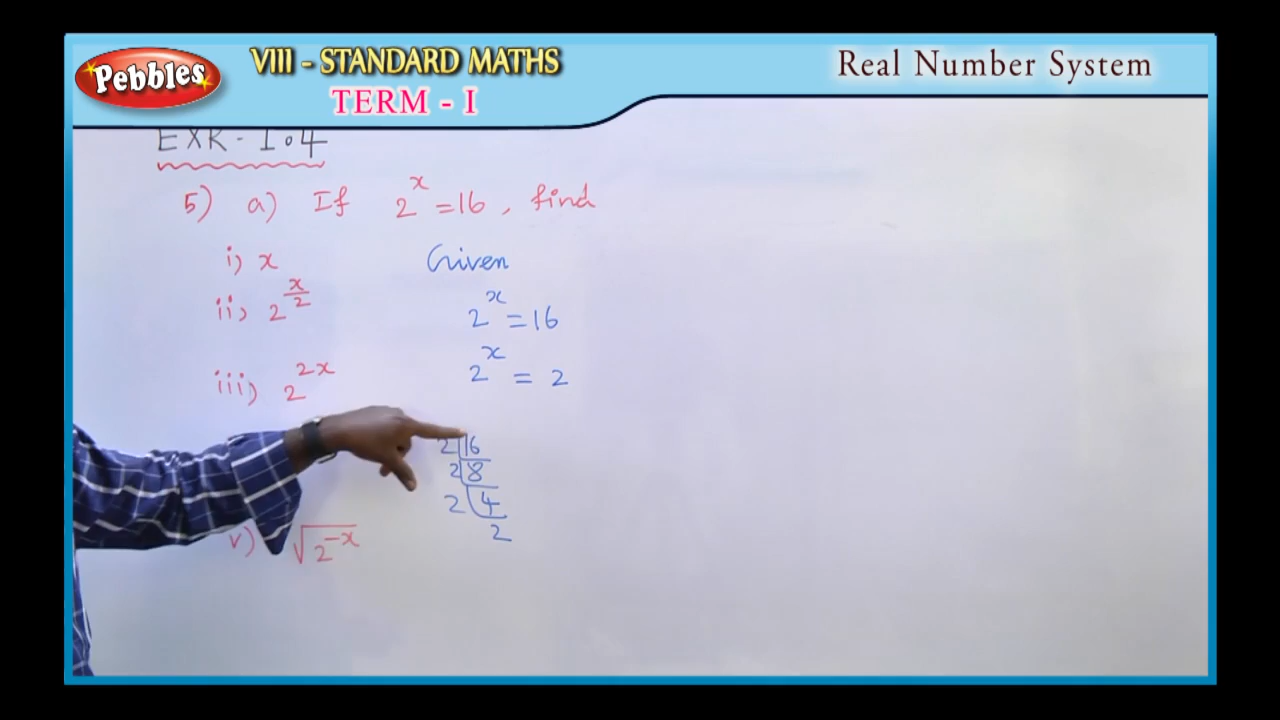 Pebbles
VIII - STANDARD MATHS
TERM - I
Real Number System
EXR - 1.4
5) a) If 2^x = 16, find
i) x
ii) 2^(x/2)
iii) 2^(2x)
v) √(2^(-x))
Given
2^x = 16
2^x = 2
2 | 16
2 | 8
2 | 4
2